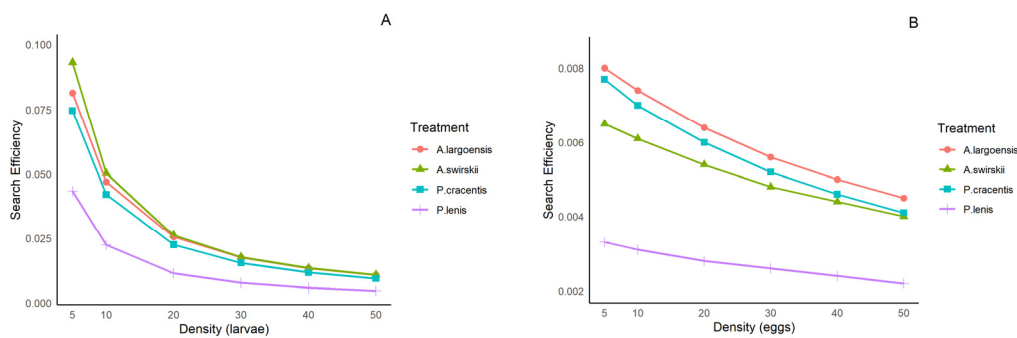 A
Search Efficiency
0.100
0.075
0.050
0.025
0.000
5 10 20 30 40 50
Density (larvae)
Treatment
A.largoensis
A.swirskii
P.cracentis
P.lenis
B
Search Efficiency
0.008
0.006
0.004
0.002
5 10 20 30 40 50
Density (eggs)
Treatment
A.largoensis
A.swirskii
P.cracentis
P.lenis